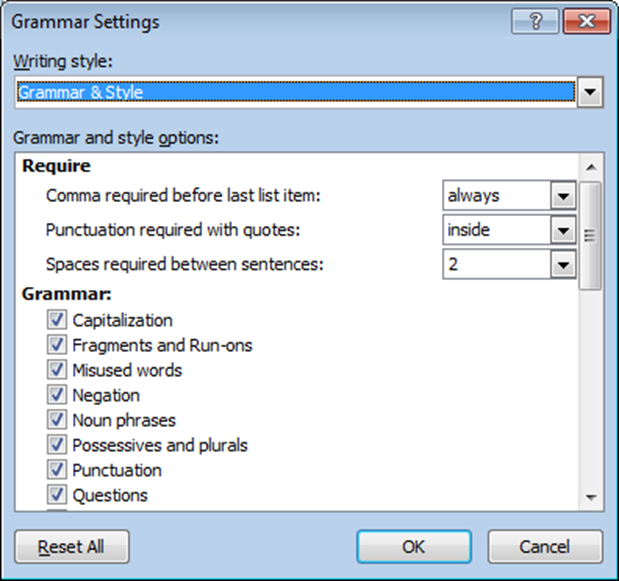 Grammar Settings
Writing style:
Grammar & Style
Grammar and style options:
Require
Comma required before last list item: always
Punctuation required with quotes: inside
Spaces required between sentences: 2
Grammar:
Capitalization
Fragments and Run-ons
Misused words
Negation
Noun phrases
Possessives and plurals
Punctuation
Questions
Reset All OK Cancel